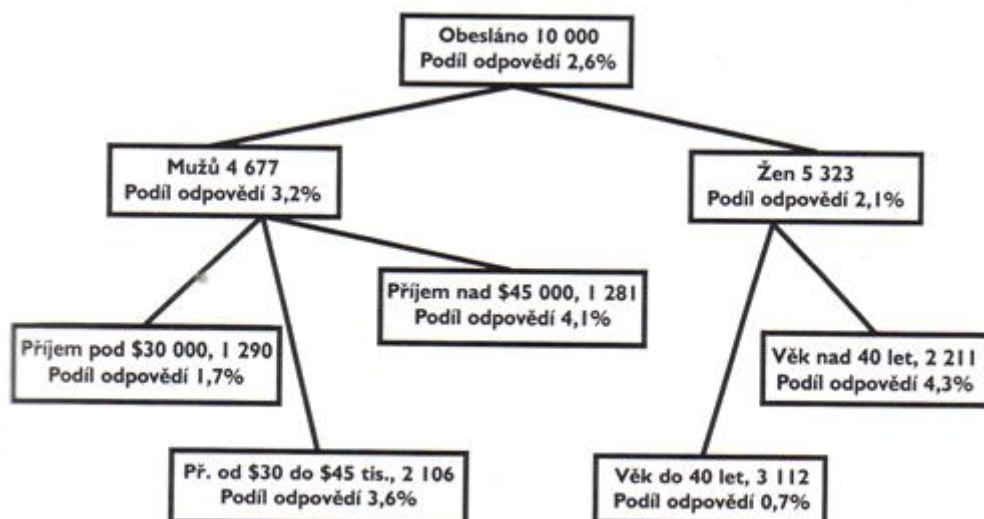 Obesláno 10 000
Podíl odpovědí 2,6%
Mužů 4 677
Podíl odpovědí 3,2%
Žen 5 323
Podíl odpovědí 2,1%
Příjem nad $45 000, 1 281
Podíl odpovědí 4,1%
Příjem pod $30 000, 1 290
Podíl odpovědí 1,7%
Věk nad 40 let, 2 211
Podíl odpovědí 4,3%
Př. od $30 do $45 tis., 2 106
Podíl odpovědí 3,6%
Věk do 40 let, 3 112
Podíl odpovědí 0,7%